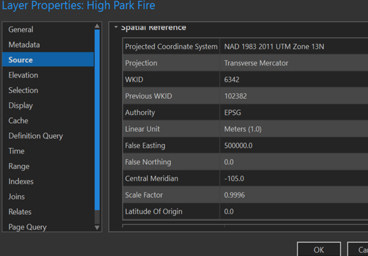 Layer Properties: High Park Fire
General
Metadata
Source
Elevation
Selection
Display
Cache
Definition Query
Time
Range
Indexes
Joins
Relates
Page Query
Spatial Reference
Projected Coordinate System NAD 1983 2011 UTM Zone 13N
Projection Transverse Mercator
WKID 6342
Previous WKID 102382
Authority EPSG
Linear Unit Meters (1.0)
False Easting 500000.0
False Northing 0.0
Central Meridian -105.0
Scale Factor 0.9996
Latitude Of Origin 0.0
OK Can